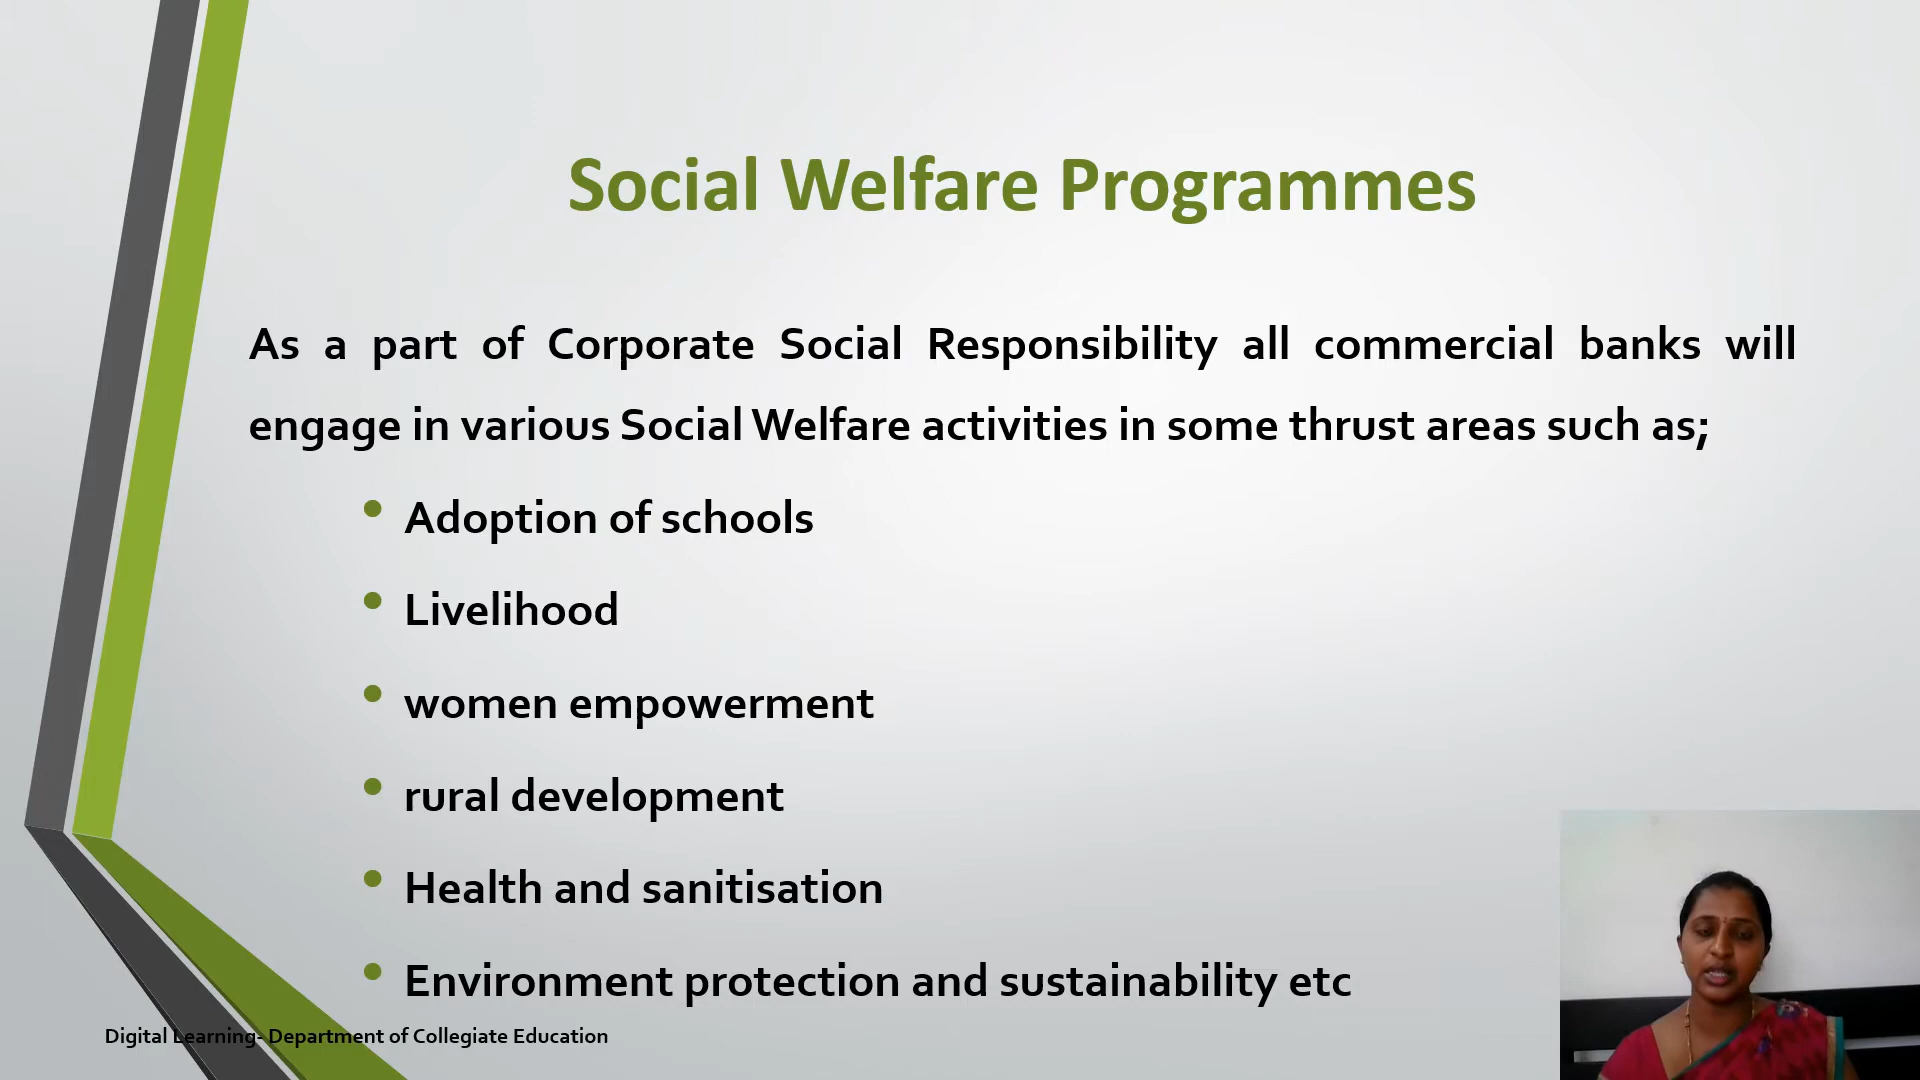 Social Welfare Programmes
As a part of Corporate Social Responsibility all commercial banks will
engage in various Social Welfare activities in some thrust areas such as;
• Adoption of schools
• Livelihood
• women empowerment
• rural development
• Health and sanitisation
• Environment protection and sustainability etc
Digital Learning- Department of Collegiate Education